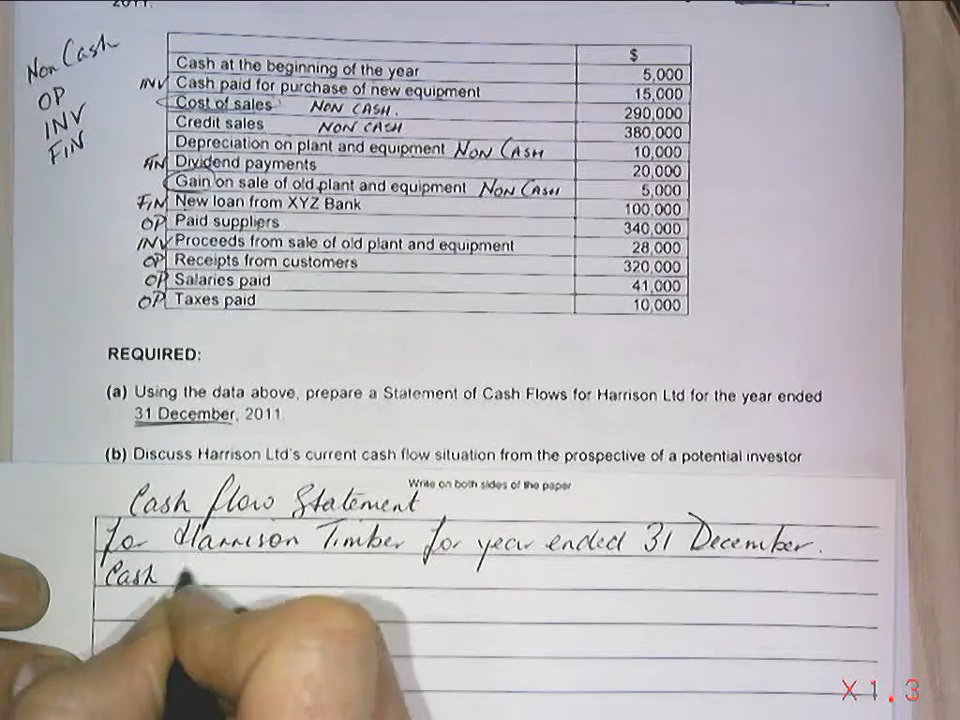 2011.
Non Cash
OP
INV
FIN
$
Cash at the beginning of the year 5,000
INV Cash paid for purchase of new equipment 15,000
Cost of sales NON CASH. 290,000
Credit sales NON CASH 380,000
Depreciation on plant and equipment NON CASH 10,000
FIN Dividend payments 20,000
Gain on sale of old plant and equipment NON CASH 5,000
FIN New loan from XYZ Bank 100,000
OP Paid suppliers 340,000
INV Proceeds from sale of old plant and equipment 28,000
OP Receipts from customers 320,000
OP Salaries paid 41,000
OP Taxes paid 10,000
REQUIRED:
(a) Using the data above, prepare a Statement of Cash Flows for Harrison Ltd for the year ended
31 December, 2011
(b) Discuss Harrison Ltd's current cash flow situation from the prospective of a potential investor
Write on both sides of the paper
Cash flow Statement
for Harrison Timber for year ended 31 December.
Cash
X1.3